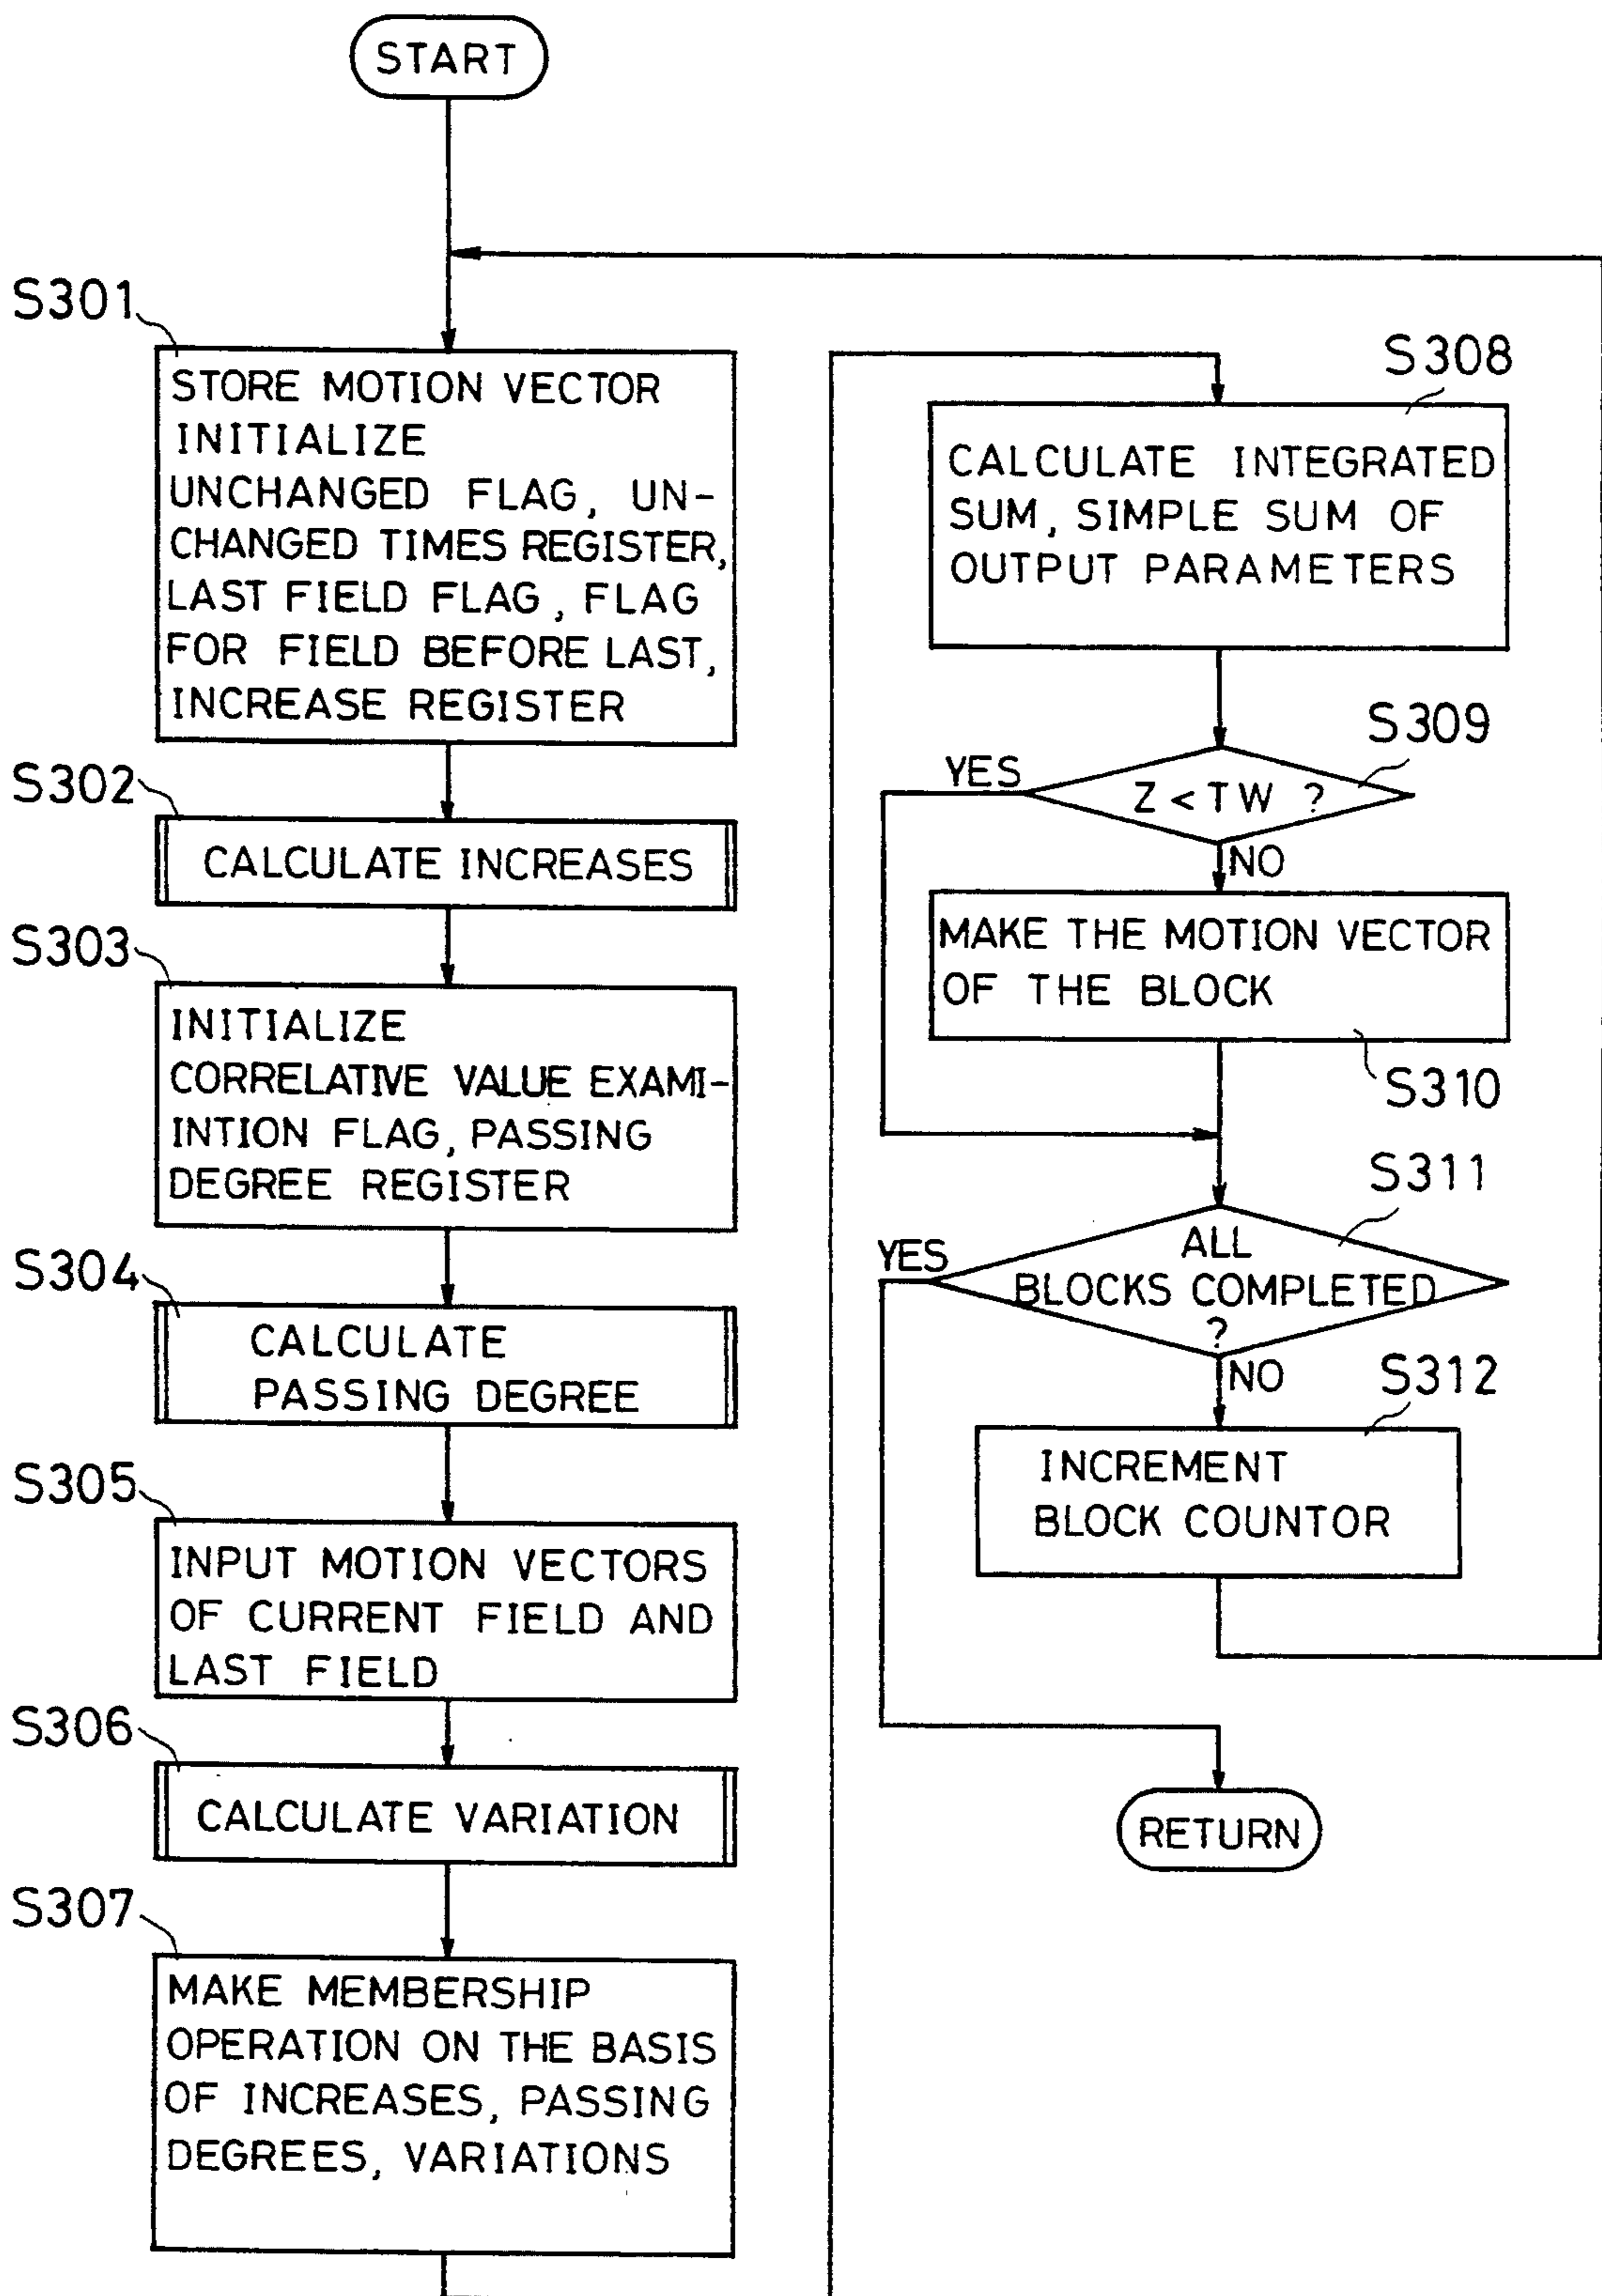 START
S301
STORE MOTION VECTOR
INITIALIZE
UNCHANGED FLAG, UN-
CHANGED TIMES REGISTER,
LAST FIELD FLAG, FLAG
FOR FIELD BEFORE LAST,
INCREASE REGISTER
S302
CALCULATE INCREASES
S303
INITIALIZE
CORRELATIVE VALUE EXAMI-
INTION FLAG, PASSING
DEGREE REGISTER
S304
CALCULATE
PASSING DEGREE
S305
INPUT MOTION VECTORS
OF CURRENT FIELD AND
LAST FIELD
S306
CALCULATE VARIATION
S307
MAKE MEMBERSHIP
OPERATION ON THE BASIS
OF INCREASES, PASSING
DEGREES, VARIATIONS
S308
CALCULATE INTEGRATED
SUM, SIMPLE SUM OF
OUTPUT PARAMETERS
S309
YES
Z < TW ?
NO
MAKE THE MOTION VECTOR
OF THE BLOCK
S310
S311
YES
ALL
BLOCKS COMPLETED
?
NO
S312
INCREMENT
BLOCK COUNTOR
RETURN